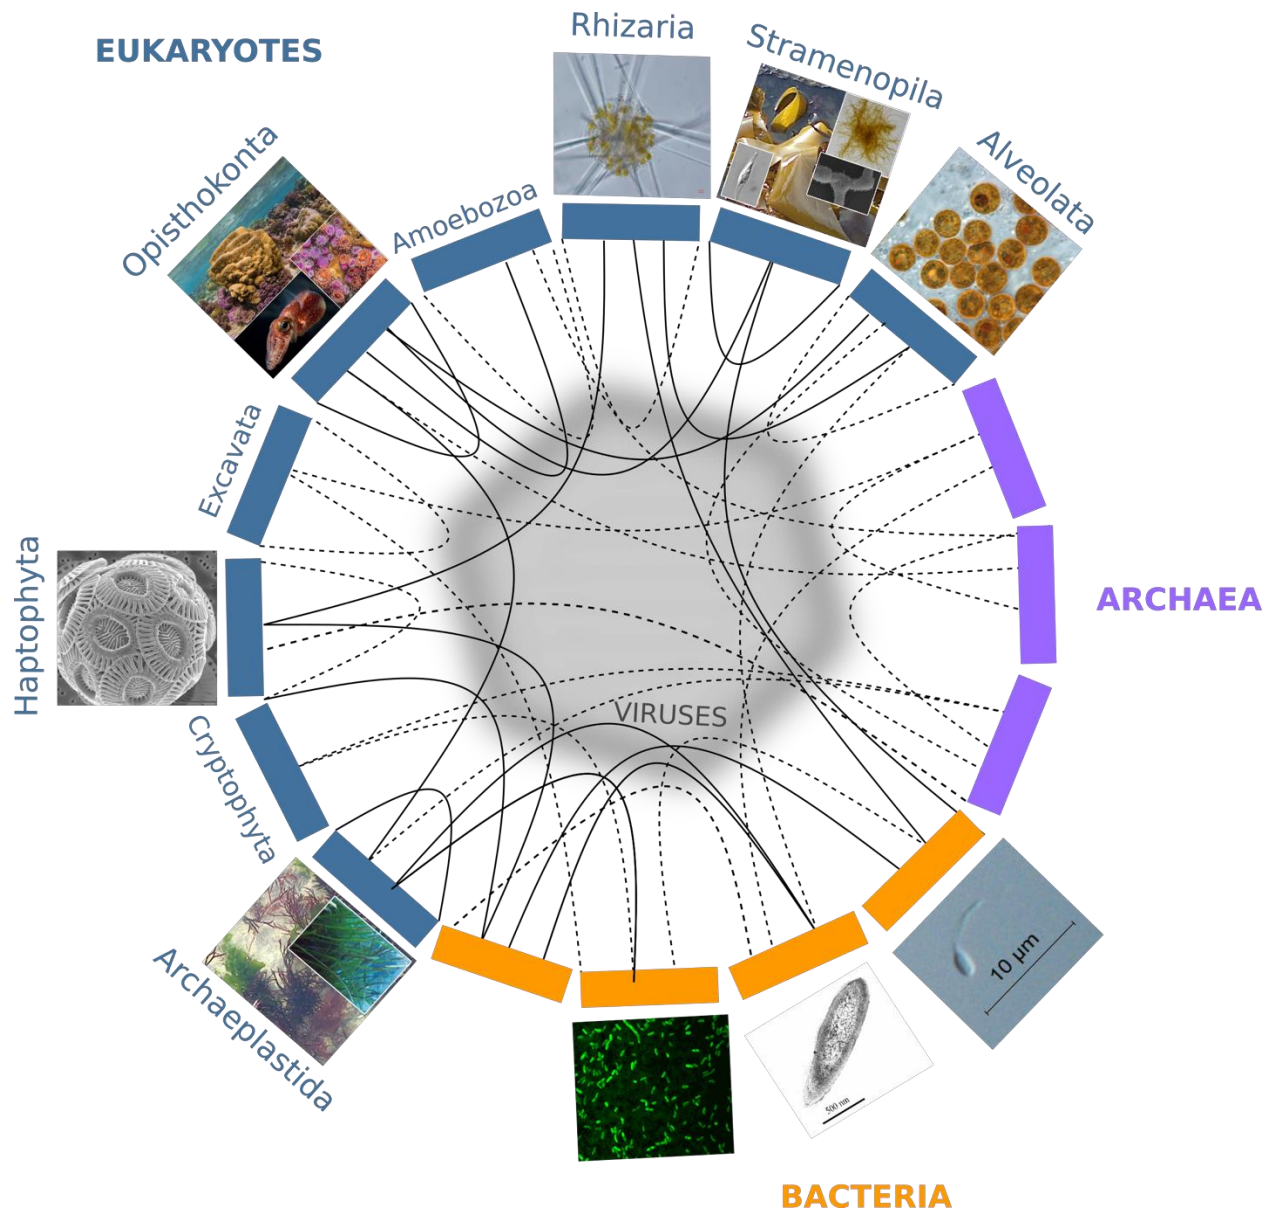 EUKARYOTES
Rhizaria
Stramenopila
Alveolata
Opisthokonta
Amoebozoa
Excavata
Haptophyta
ARCHAEA
VIRUSES
Cryptophyta
Archaeplastida
10 µm
500 nm
BACTERIA